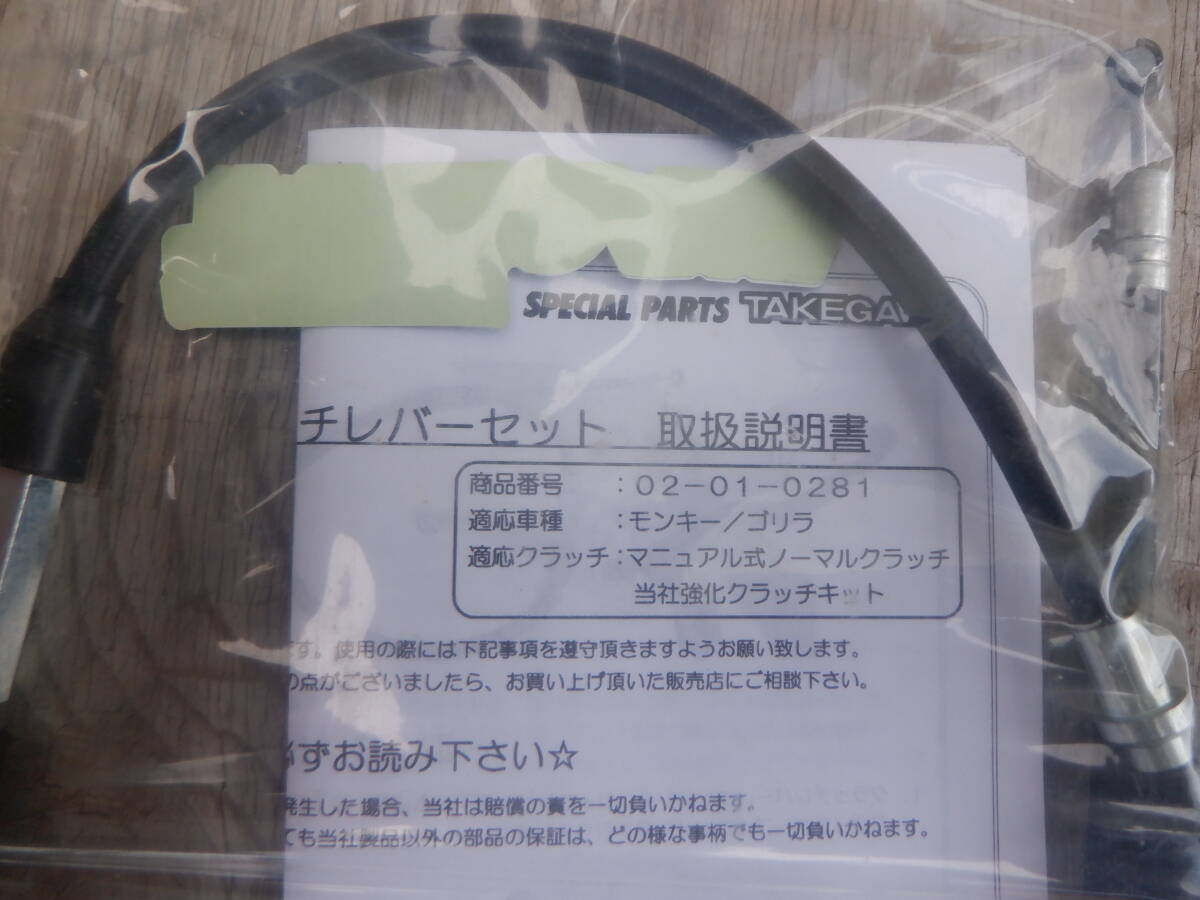 SPECIAL PARTS TAKEGA
チレバーセット 取扱説明書
商品番号 :02-01-0281
適応車種 :モンキー/ゴリラ
適応クラッチ:マニュアル式ノーマルクラッチ
当社強化クラッチキット
す。使用の際には下記事項を遵守頂きますようお願い致します。
の点がございましたら、お買い上げ頂いた販売店にご相談下さい。
ずお読み下さい☆
発生した場合、当社は賠償の責を一切負いかねます。
ても当社製品以外の部品の保証は、どの様な事柄でも一切負いかねます。